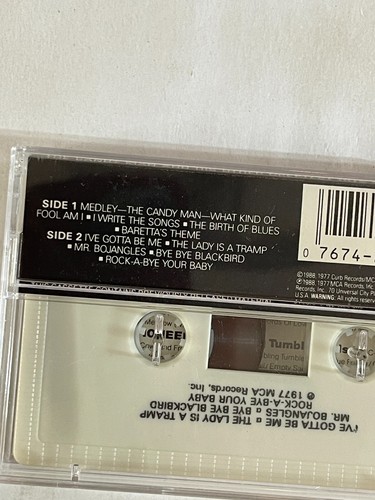 SIDE 1 MEDLEY—THE CANDY MAN—WHAT KIND OF
FOOL AM I ▪ I WRITE THE SONGS ▪ THE BIRTH OF BLUES
▪ BARETTA'S THEME
SIDE 2 I'VE GOTTA BE ME ▪ THE LADY IS A TRAMP
▪ MR. BOJANGLES ▪ BYE BYE BLACKBIRD
▪ ROCK-A-BYE YOUR BABY
0 7674-
©1988, 1977 Curb Records/MC
℗1988, 1977 MCA Records, Inc.
Records, Inc. 70 Universal City Pl
U.S.A. WARNING: All rights reserve
Tumbl
bling Tumble
I'VE GOTTA BE ME ▪ THE LADY IS A TRAMP
MR. BOJANGLES ▪ BYE BYE BLACKBIRD
ROCK-A-BYE YOUR BABY
℗ 1977 MCA Records, Inc.